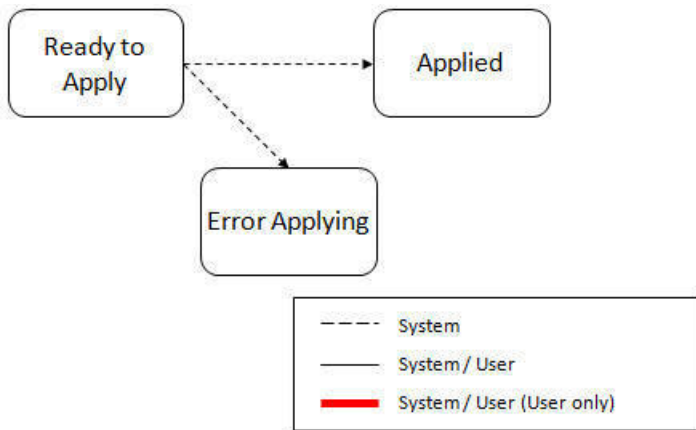 Ready to
Apply
Applied
Error Applying
System
System / User
System / User (User only)